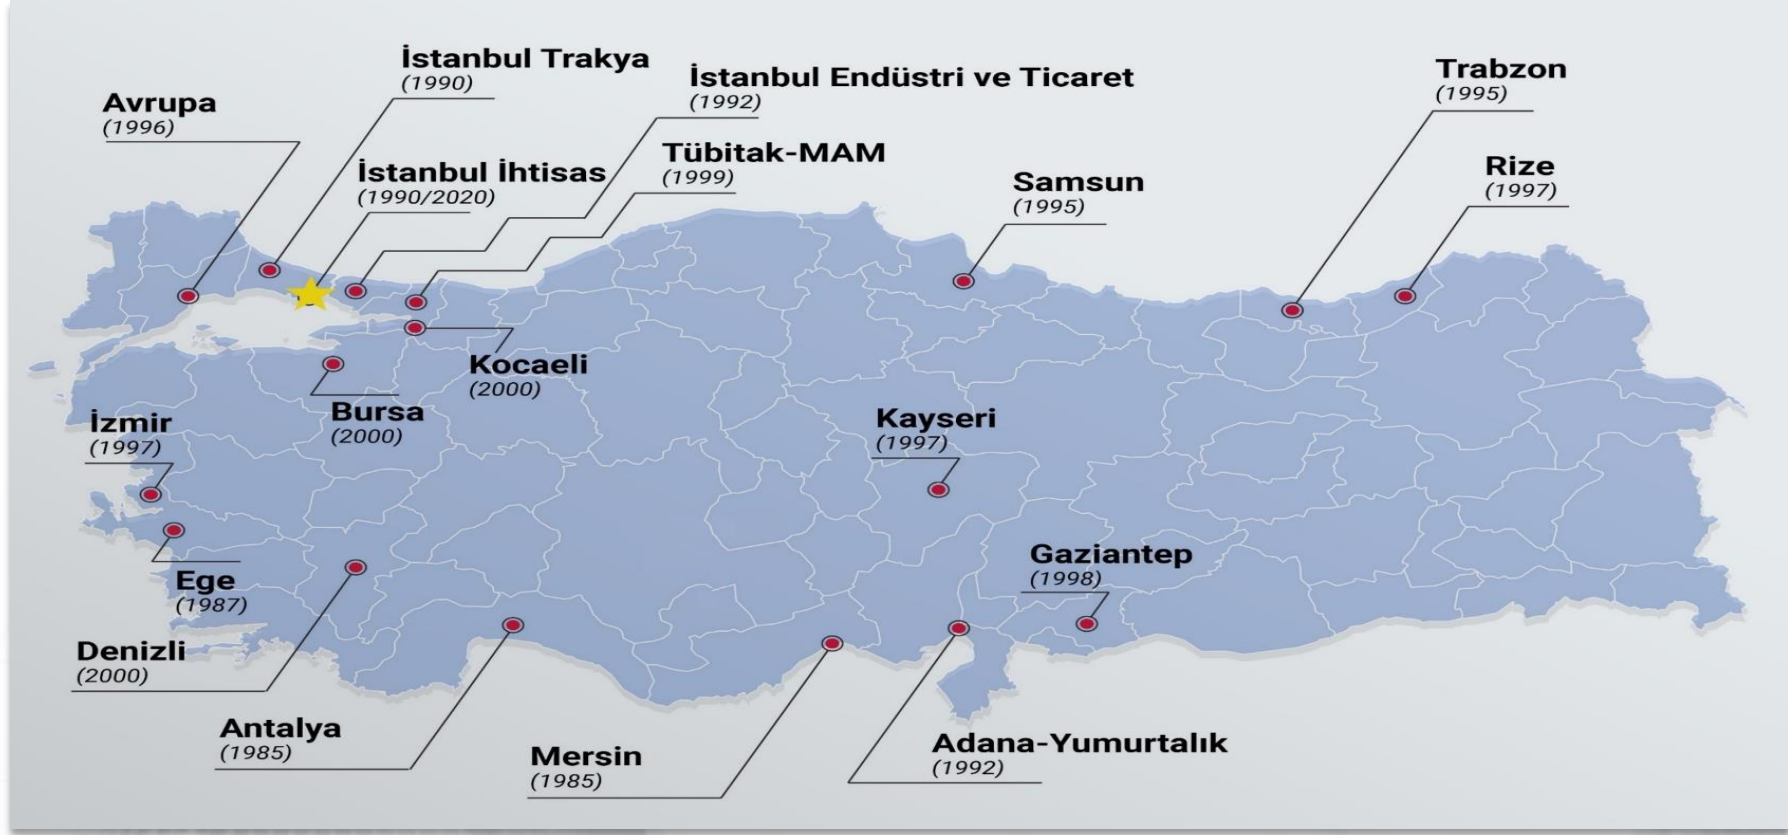 İstanbul Trakya
(1990)
İstanbul Endüstri ve Ticaret
(1992)
Trabzon
(1995)
Avrupa
(1996)
Tübitak-MAM
(1999)
İstanbul İhtisas
(1990/2020)
Samsun
(1995)
Rize
(1997)
Kocaeli
(2000)
Bursa
(2000)
İzmir
(1997)
Kayseri
(1997)
Gaziantep
(1998)
Ege
(1987)
Denizli
(2000)
Antalya
(1985)
Mersin
(1985)
Adana-Yumurtalık
(1992)